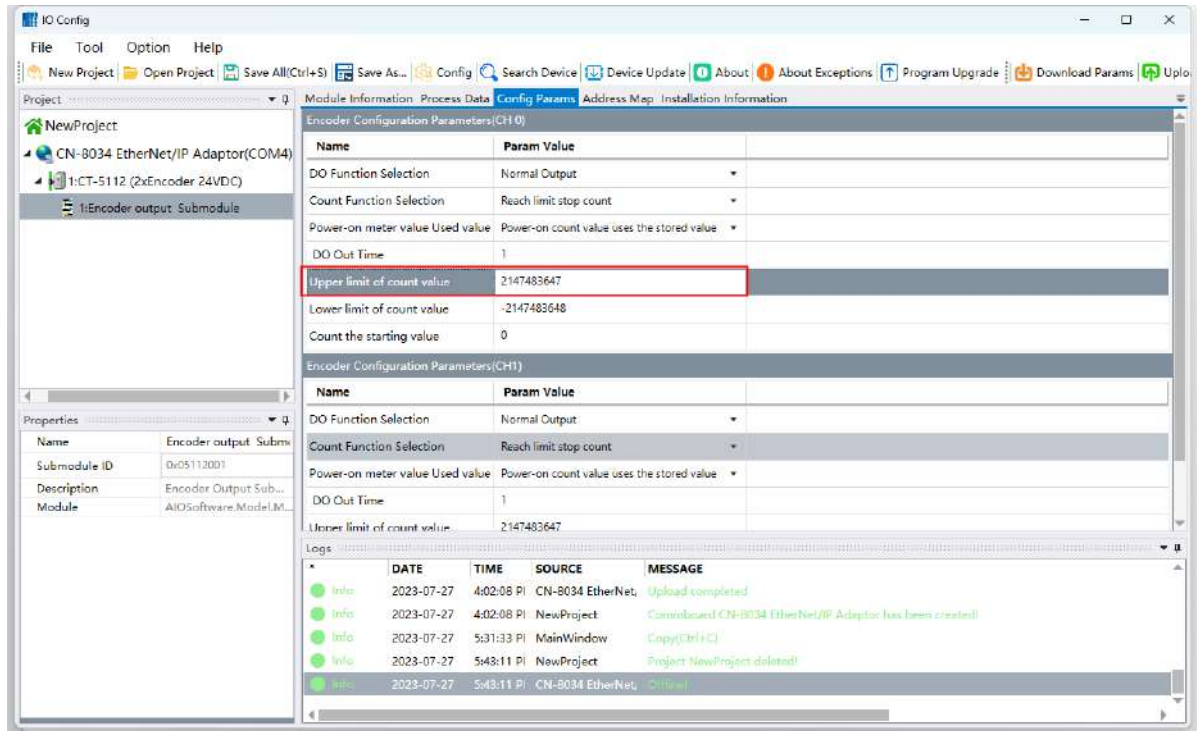 IO Config
File Tool Option Help
New Project Open Project Save All(Ctrl+S) Save As... Config Search Device Device Update About About Exceptions Program Upgrade Download Params Uplo
Project
NewProject
CN-8034 EtherNet/IP Adaptor(COM4)
1:CT-5112 (2xEncoder 24VDC)
1:Encoder output Submodule
Module Information Process Data Config Params Address Map Installation Information
Encoder Configuration Parameters(CH 0)
Name Param Value
DO Function Selection Normal Output
Count Function Selection Reach limit stop count
Power-on meter value Used value Power-on count value uses the stored value
DO Out Time 1
Upper limit of count value 2147483647
Lower limit of count value -2147483648
Count the starting value 0
Encoder Configuration Parameters(CH1)
Name Param Value
DO Function Selection Normal Output
Count Function Selection Reach limit stop count
Power-on meter value Used value Power-on count value uses the stored value
DO Out Time 1
Upper limit of count value 2147483647
Properties
Name Encoder output Submo
Submodule ID 0x05112001
Description Encoder Output Sub...
Module AIOSoftware.Model.M...
Logs
* DATE TIME SOURCE MESSAGE
Info 2023-07-27 4:02:08 PI CN-8034 EtherNet, Upload completed
Info 2023-07-27 4:02:08 PI NewProject Commboard CN-8034 EtherNet/IP Adaptor has been created!
Info 2023-07-27 5:31:33 PI MainWindow Copy(Ctrl+C)
Info 2023-07-27 5:43:11 PI NewProject Project NewProject deleted!
Info 2023-07-27 5:43:11 PI CN-8034 EtherNet, Offline!